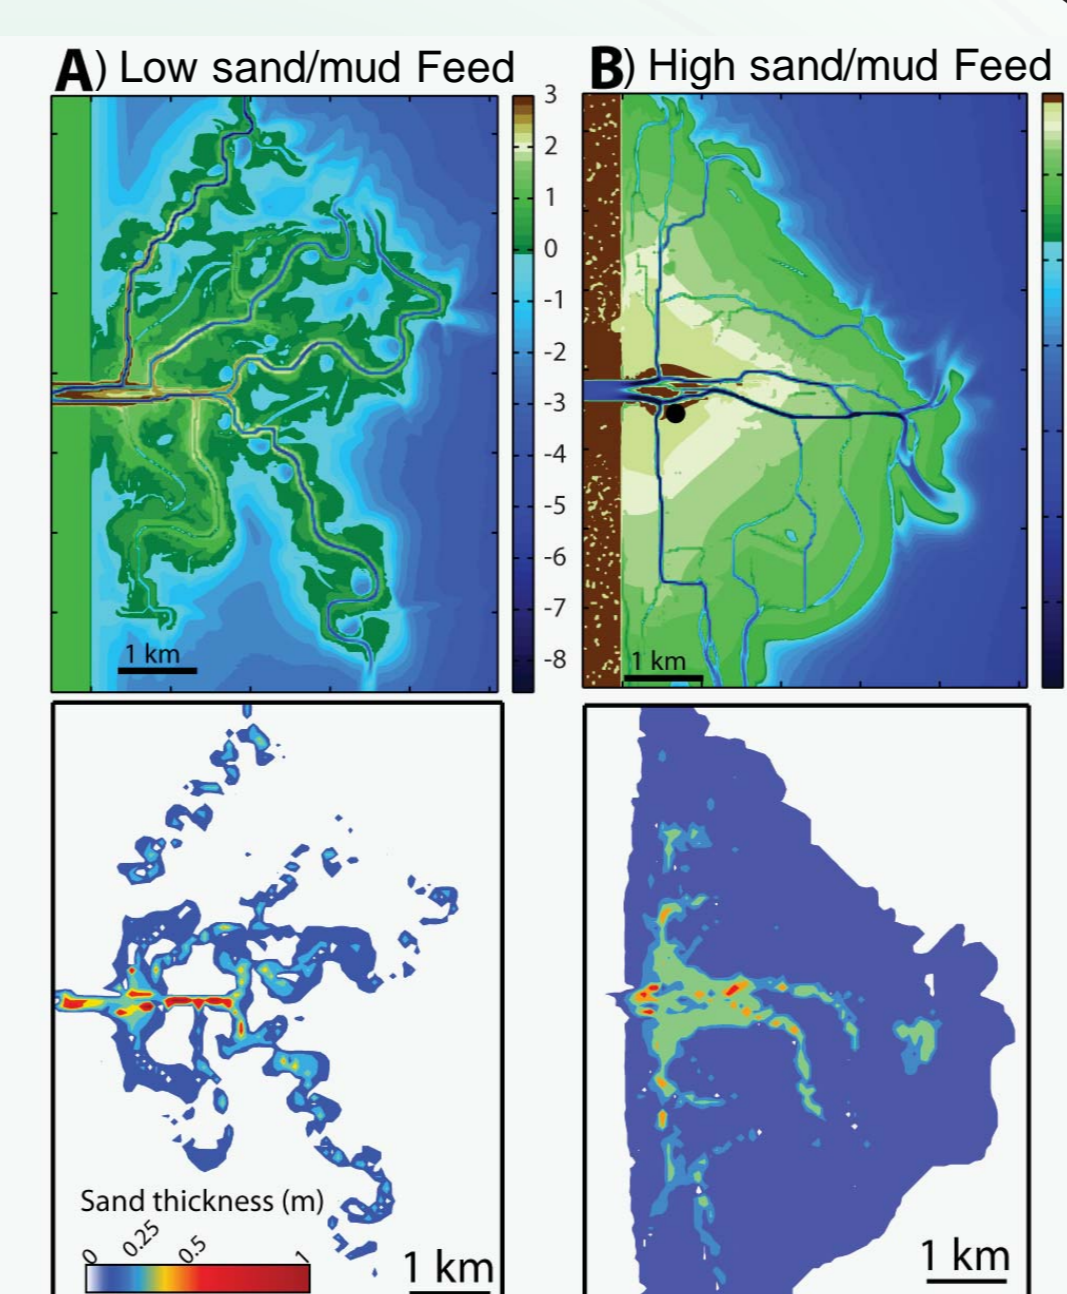 A) Low sand/mud Feed
B) High sand/mud Feed
3
2
1
0
-1
-2
-3
-4
-5
-6
-7
-8
1 km
1 km
Sand thickness (m)
0 0.25 0.5 1
1 km
1 km